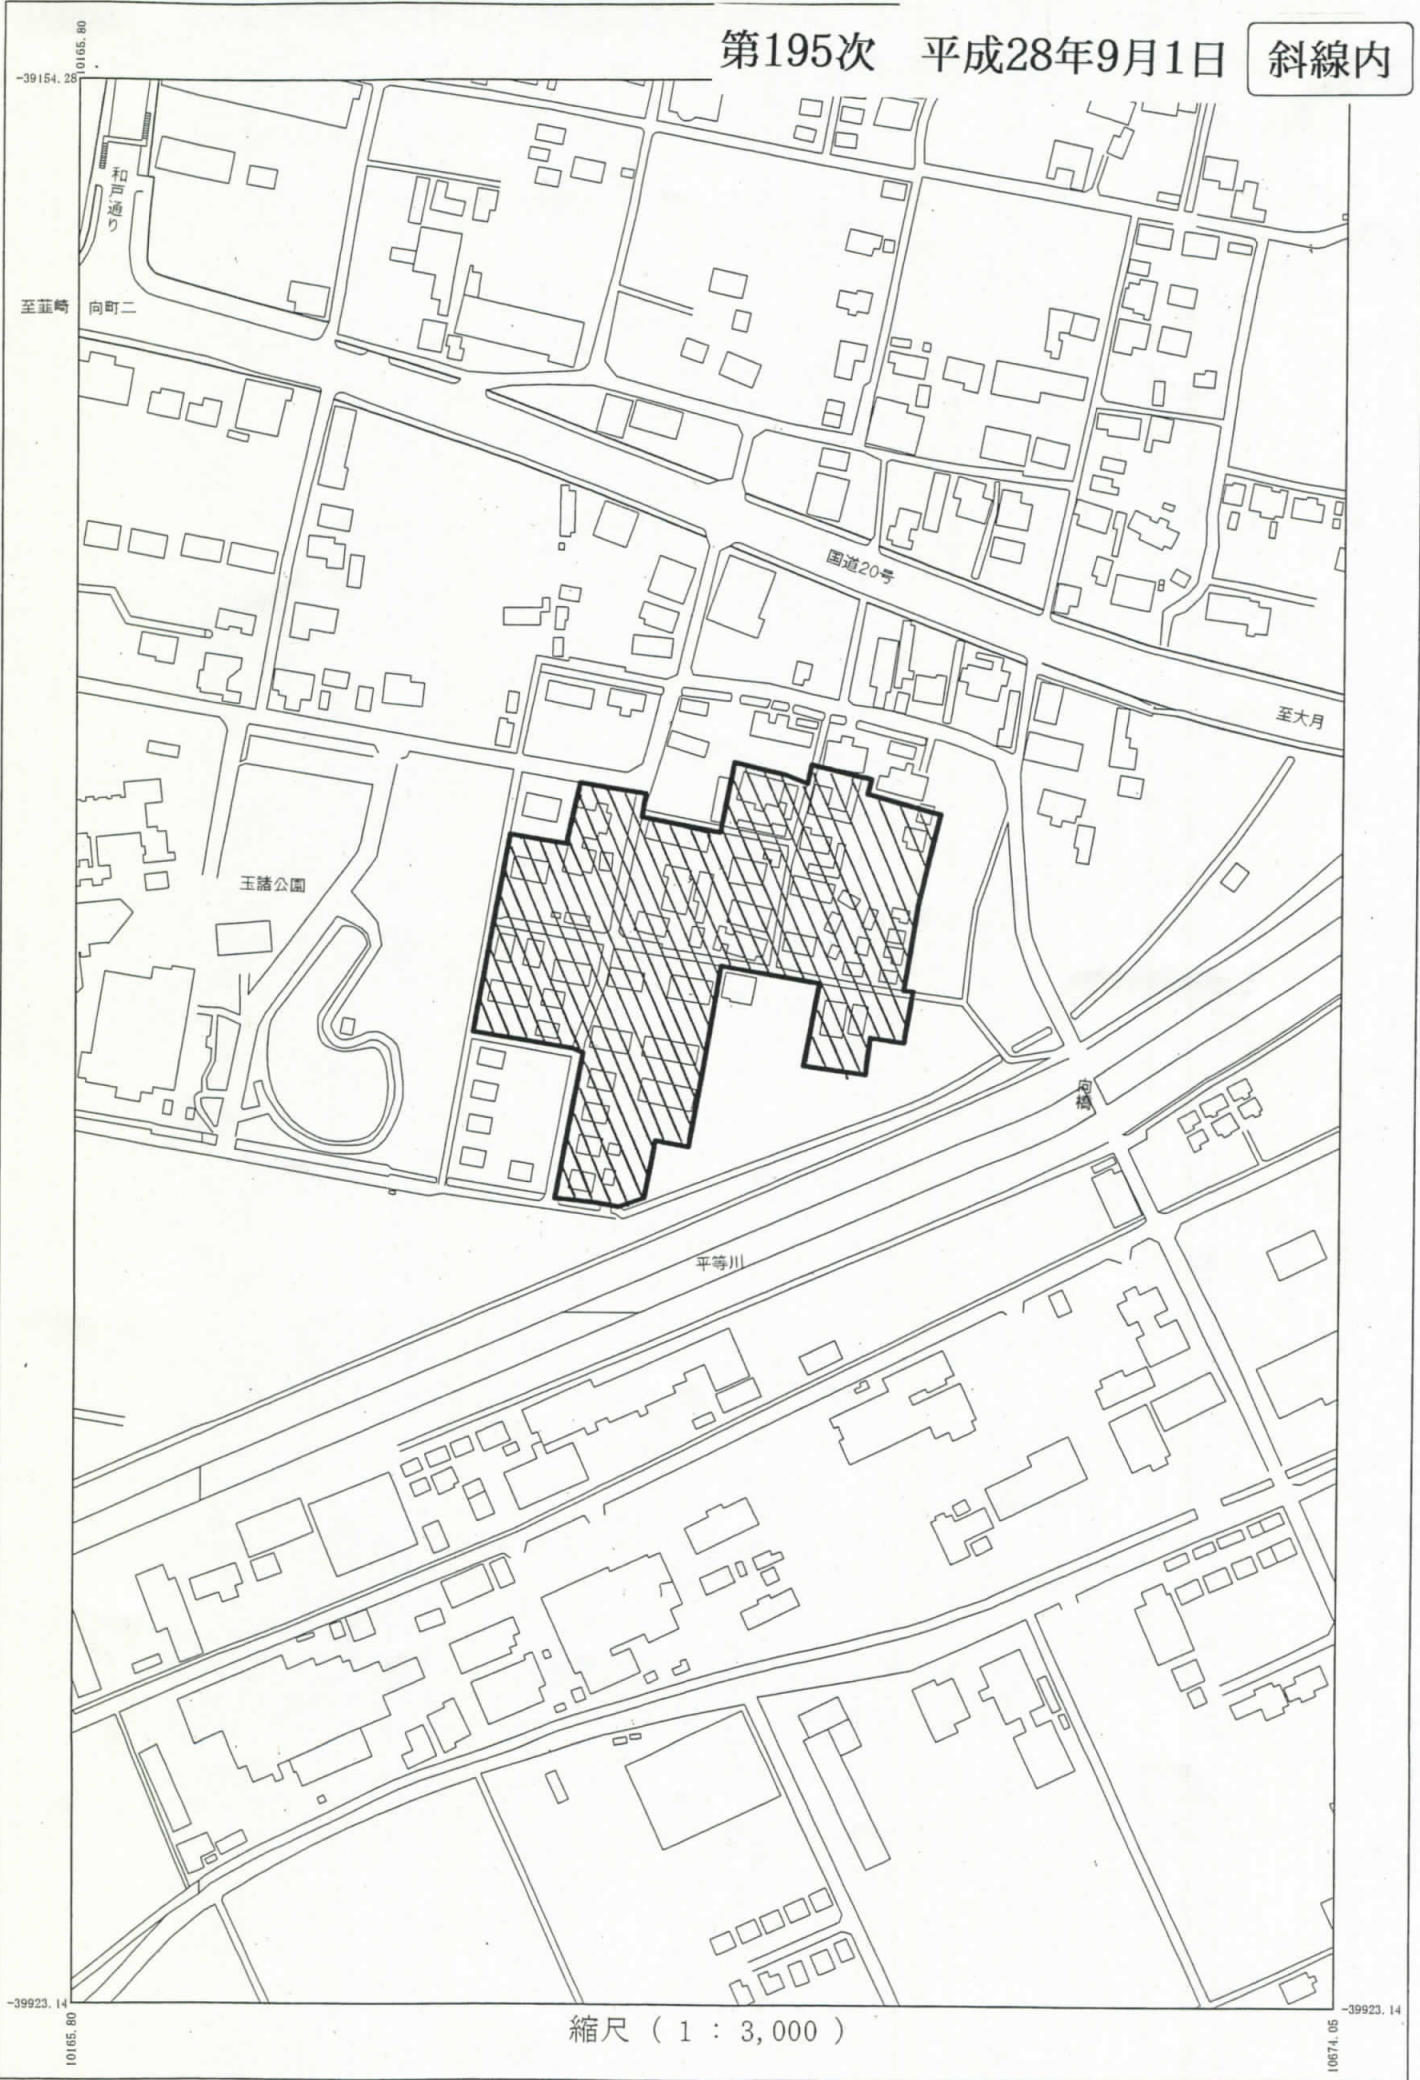 第195次 平成28年9月1日 斜線内
10165.80
-39154.28
和戸通り
至韮崎 向町二
国道20号
至大月
玉諸公園
向橋
平等川
-39923.14
-39923.14
10165.80
縮尺 ( 1 : 3,000 )
10674.05